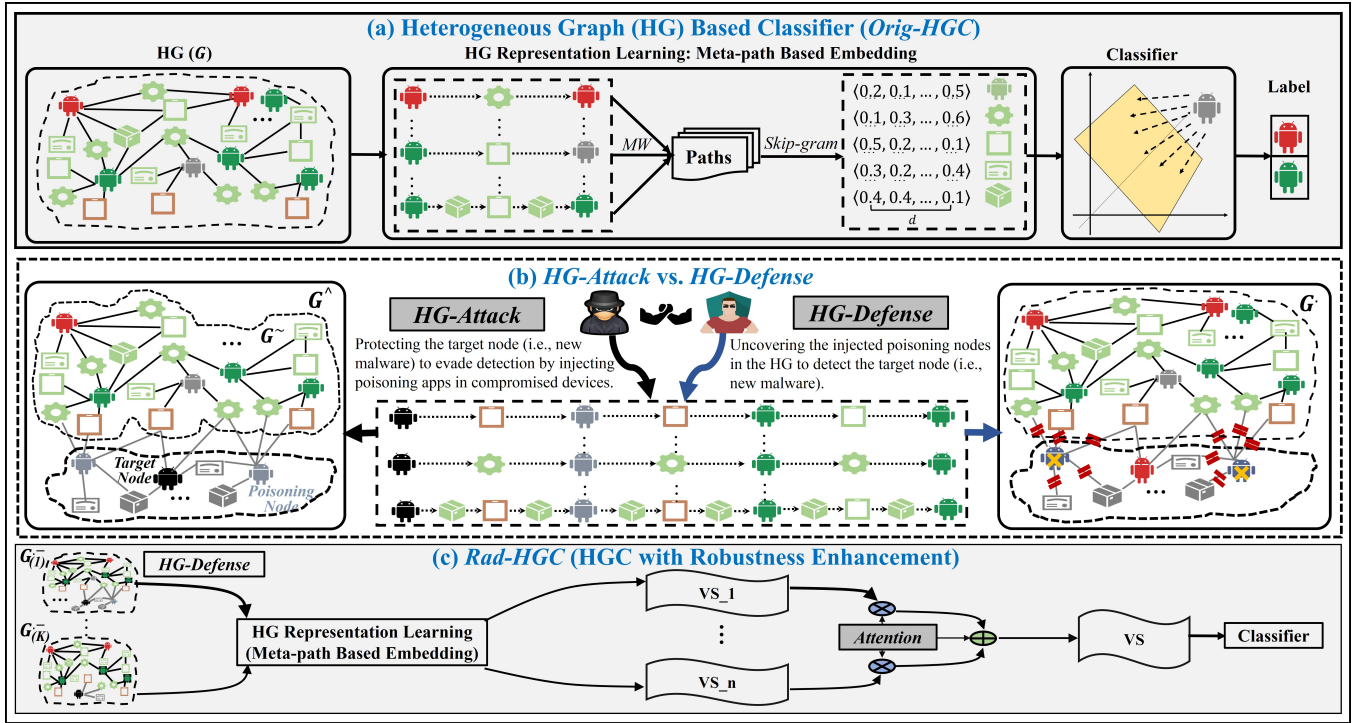 (a) Heterogeneous Graph (HG) Based Classifier (Orig-HGC)
HG (G)
HG Representation Learning: Meta-path Based Embedding
Classifier
Label
MW
Paths
Skip-gram
⟨0.2, 0.1, ... , 0.5⟩
⟨0.1, 0.3, ... , 0.6⟩
⟨0.5, 0.2, ... , 0.1⟩
⟨0.3, 0.2, ... , 0.4⟩
⟨0.4, 0.4, ... , 0.1⟩
d
...
(b) HG-Attack vs. HG-Defense
G^
G-
...
HG-Attack
HG-Defense
Protecting the target node (i.e., new
malware) to evade detection by injecting
poisoning apps in compromised devices.
Uncovering the injected poisoning nodes
in the HG to detect the target node (i.e.,
new malware).
Target
Node
...
Poisoning
Node
...
...
(c) Rad-HGC (HGC with Robustness Enhancement)
G(1)-
HG-Defense
...
G(K)-
HG Representation Learning
(Meta-path Based Embedding)
VS_1
VS_n
Attention
VS
Classifier